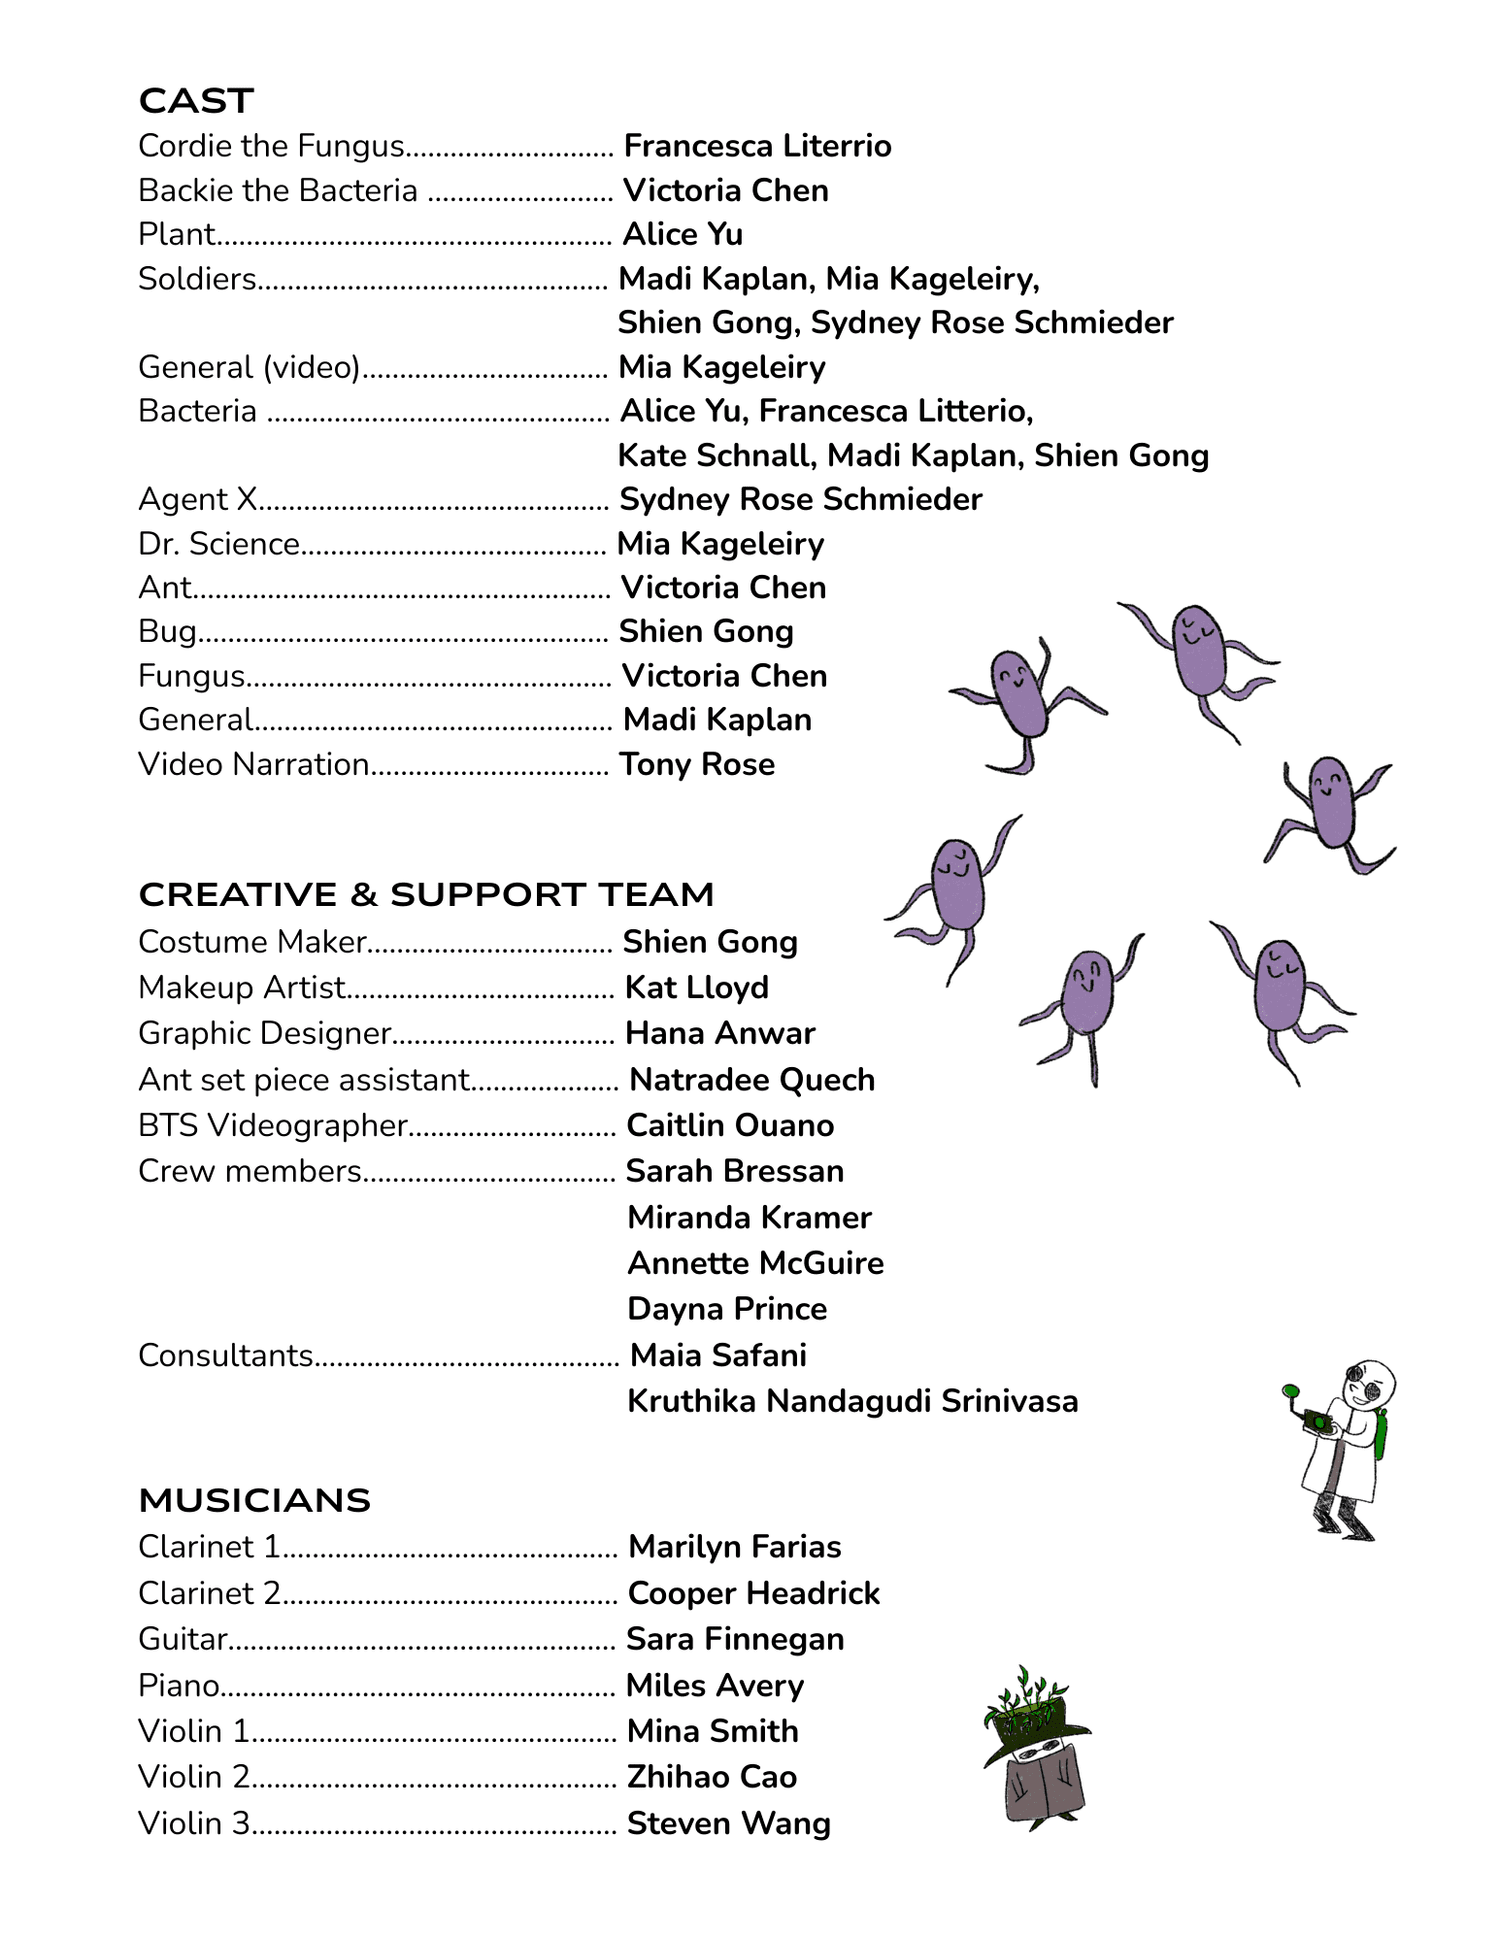 CAST
Cordie the Fungus............................ Francesca Literrio
Backie the Bacteria ......................... Victoria Chen
Plant..................................................... Alice Yu
Soldiers............................................... Madi Kaplan, Mia Kageleiry,
Shien Gong, Sydney Rose Schmieder
General (video)................................. Mia Kageleiry
Bacteria .............................................. Alice Yu, Francesca Litterio,
Kate Schnall, Madi Kaplan, Shien Gong
Agent X............................................... Sydney Rose Schmieder
Dr. Science......................................... Mia Kageleiry
Ant........................................................ Victoria Chen
Bug....................................................... Shien Gong
Fungus................................................. Victoria Chen
General................................................ Madi Kaplan
Video Narration................................ Tony Rose
CREATIVE & SUPPORT TEAM
Costume Maker................................. Shien Gong
Makeup Artist.................................... Kat Lloyd
Graphic Designer.............................. Hana Anwar
Ant set piece assistant.................... Natradee Quech
BTS Videographer............................ Caitlin Ouano
Crew members.................................. Sarah Bressan
Miranda Kramer
Annette McGuire
Dayna Prince
Consultants......................................... Maia Safani
Kruthika Nandagudi Srinivasa
MUSICIANS
Clarinet 1............................................. Marilyn Farias
Clarinet 2............................................. Cooper Headrick
Guitar.................................................... Sara Finnegan
Piano..................................................... Miles Avery
Violin 1................................................. Mina Smith
Violin 2................................................. Zhihao Cao
Violin 3................................................. Steven Wang